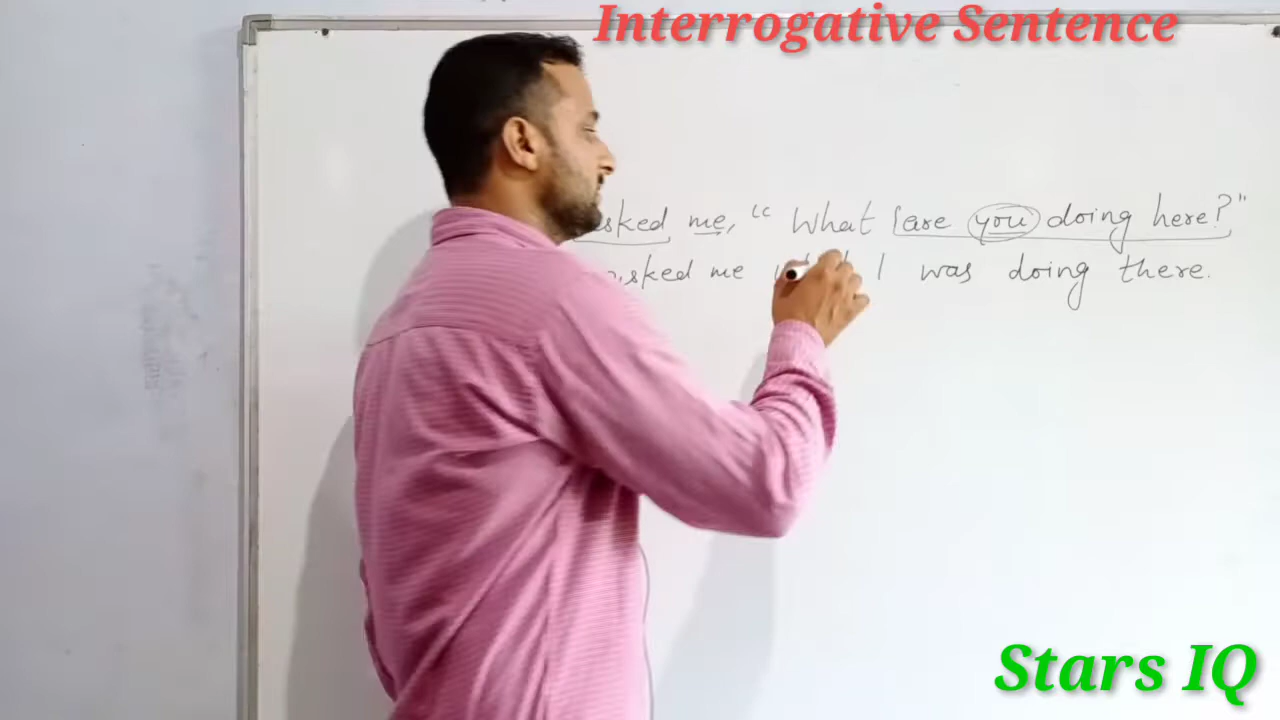 Interrogative Sentence
asked me, “ What are you doing here? ”
asked me I was doing there.
Stars IQ